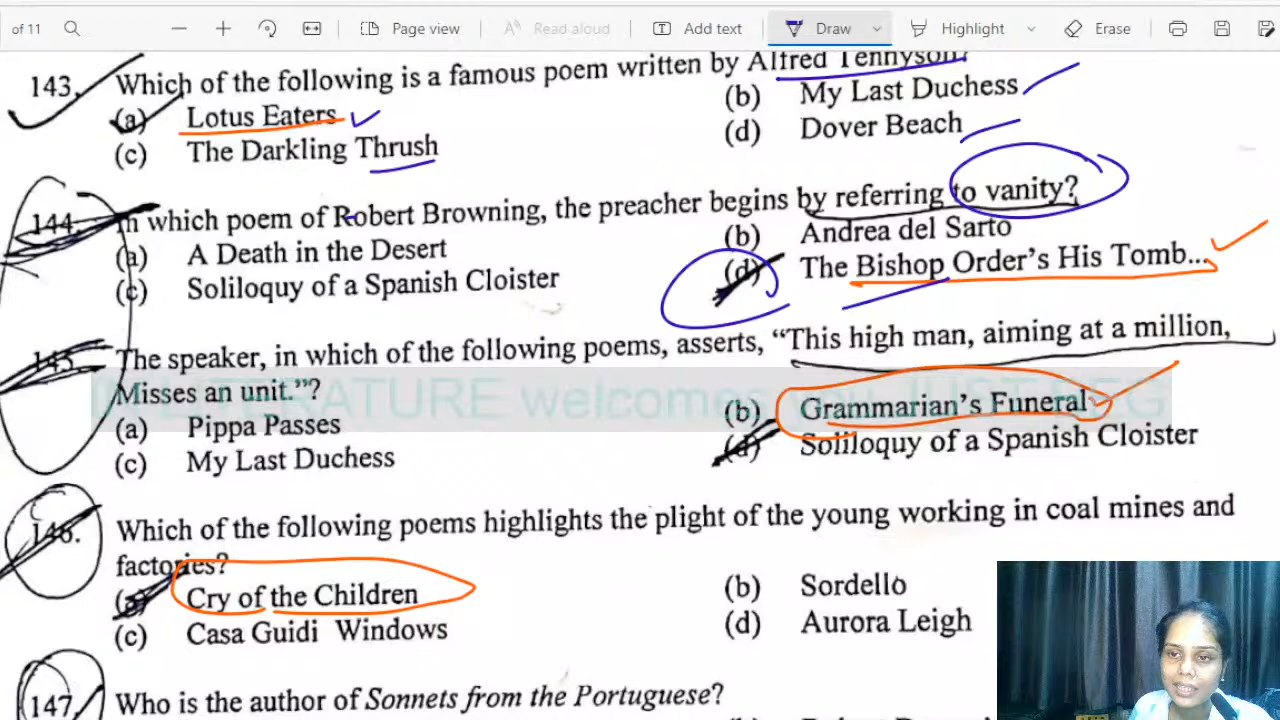 of 11 Page view Read aloud Add text Draw Highlight Erase
143. Which of the following is a famous poem written by Alfred Tennyson?
(a) Lotus Eaters (b) My Last Duchess
(c) The Darkling Thrush (d) Dover Beach
144. In which poem of Robert Browning, the preacher begins by referring to vanity?
(a) A Death in the Desert (b) Andrea del Sarto
(c) Soliloquy of a Spanish Cloister (d) The Bishop Order's His Tomb...
145. The speaker, in which of the following poems, asserts, "This high man, aiming at a million,
Misses an unit."?
LITERATURE welcomes you
(a) Pippa Passes (b) Grammarian's Funeral
(c) My Last Duchess (d) Soliloquy of a Spanish Cloister
146. Which of the following poems highlights the plight of the young working in coal mines and
factories?
(a) Cry of the Children (b) Sordello
(c) Casa Guidi Windows (d) Aurora Leigh
147. Who is the author of Sonnets from the Portuguese?